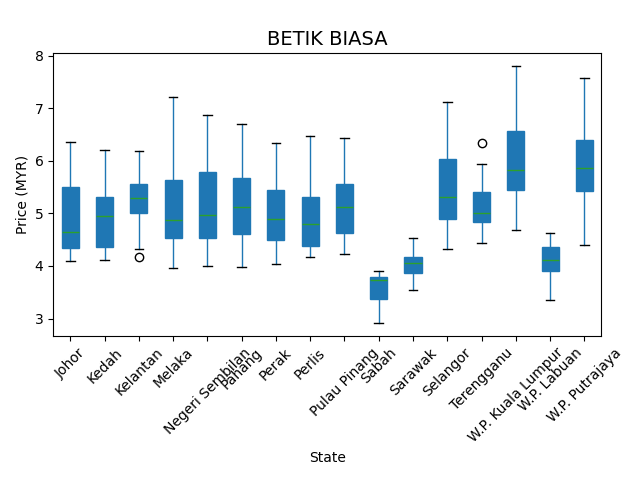 BETIK BIASA
8
7
6
5
4
3
Price (MYR)
Johor
Kedah
Kelantan
Melaka
Negeri Sembilan
Pahang
Perak
Perlis
Pulau Pinang
Sabah
Sarawak
Selangor
Terengganu
W.P. Kuala Lumpur
W.P. Labuan
W.P. Putrajaya
State